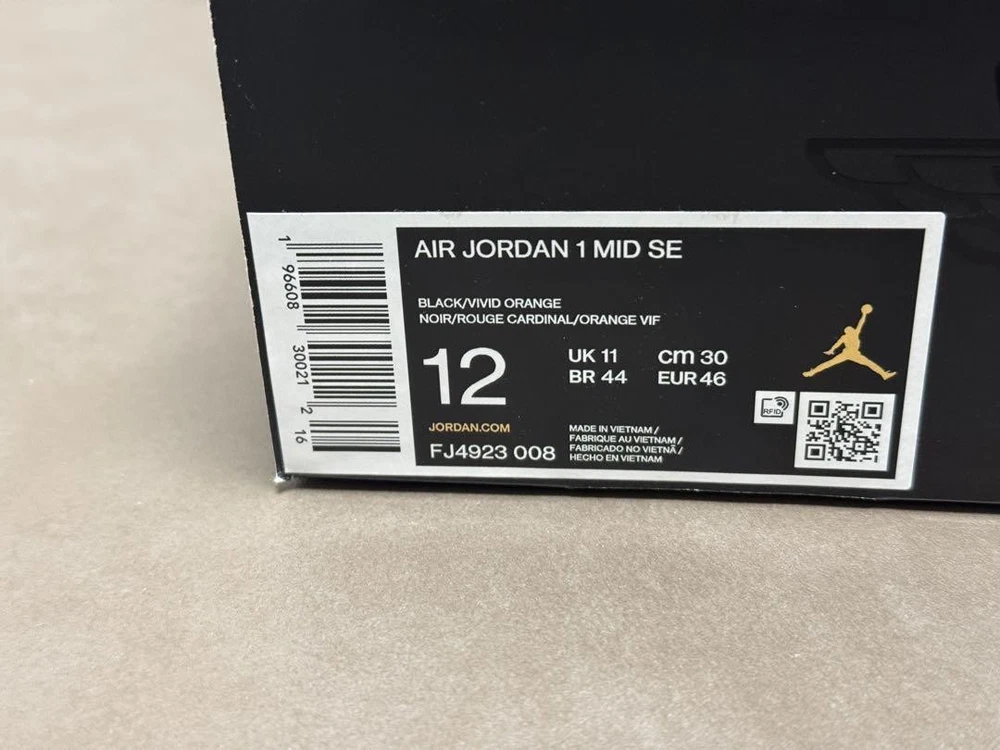 AIR JORDAN 1 MID SE
BLACK/VIVID ORANGE
NOIR/ROUGE CARDINAL/ORANGE VIF
12
UK 11 cm 30
BR 44 EUR 46
RFID
JORDAN.COM
FJ4923 008
MADE IN VIETNAM /
FABRIQUE AU VIETNAM /
FABRICADO NO VIETNÃ /
HECHO EN VIETNAM
1 96608 30021 2 16